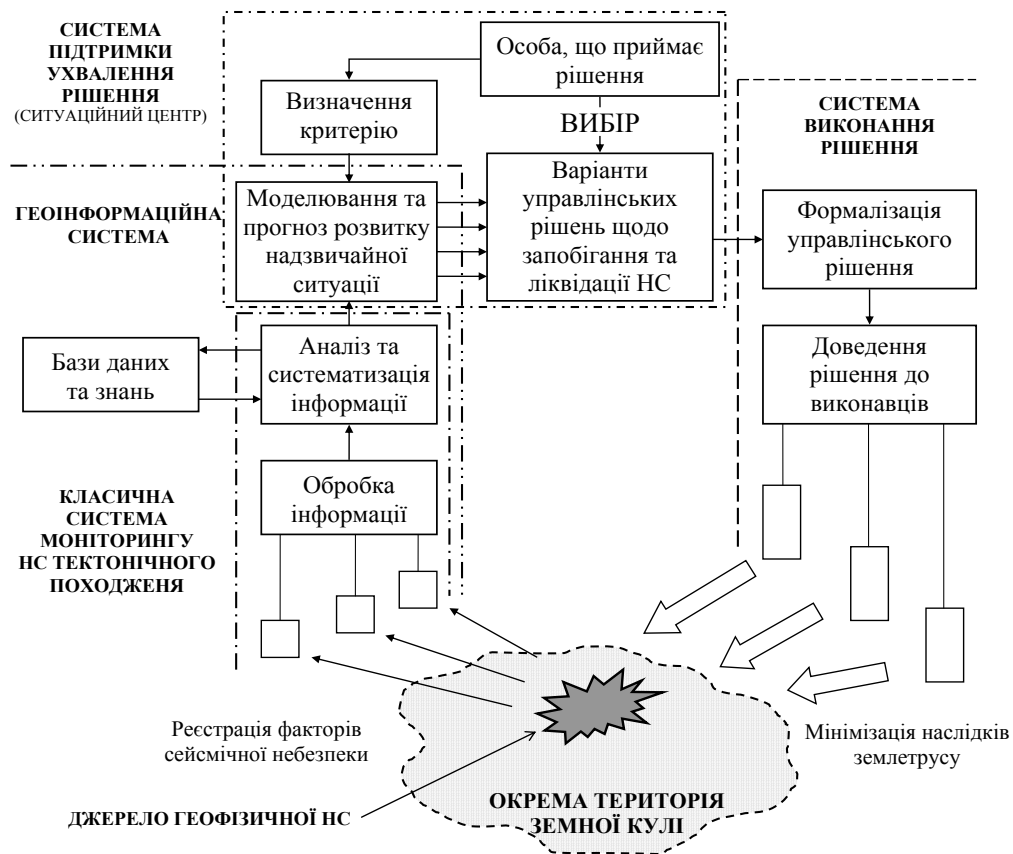 СИСТЕМА
ПІДТРИМКИ
УХВАЛЕННЯ
РІШЕННЯ
(СИТУАЦІЙНИЙ ЦЕНТР)
Особа, що приймає
рішення
Визначення
критерію
ВИБІР
СИСТЕМА
ВИКОНАННЯ
РІШЕННЯ
ГЕОІНФОРМАЦІЙНА
СИСТЕМА
Моделювання та
прогноз розвитку
надзвичайної
ситуації
Варіанти
управлінських
рішень щодо
запобігання та
ліквідації НС
Формалізація
управлінського
рішення
Бази даних
та знань
Аналіз та
систематизація
інформації
Доведення
рішення до
виконавців
КЛАСИЧНА
СИСТЕМА
МОНІТОРИНГУ
НС ТЕКТОНІЧНОГО
ПОХОДЖЕНЯ
Обробка
інформації
Реєстрація факторів
сейсмічної небезпеки
Мінімізація наслідків
землетрусу
ДЖЕРЕЛО ГЕОФІЗИЧНОЇ НС
ОКРЕМА ТЕРИТОРІЯ
ЗЕМНОЇ КУЛІ